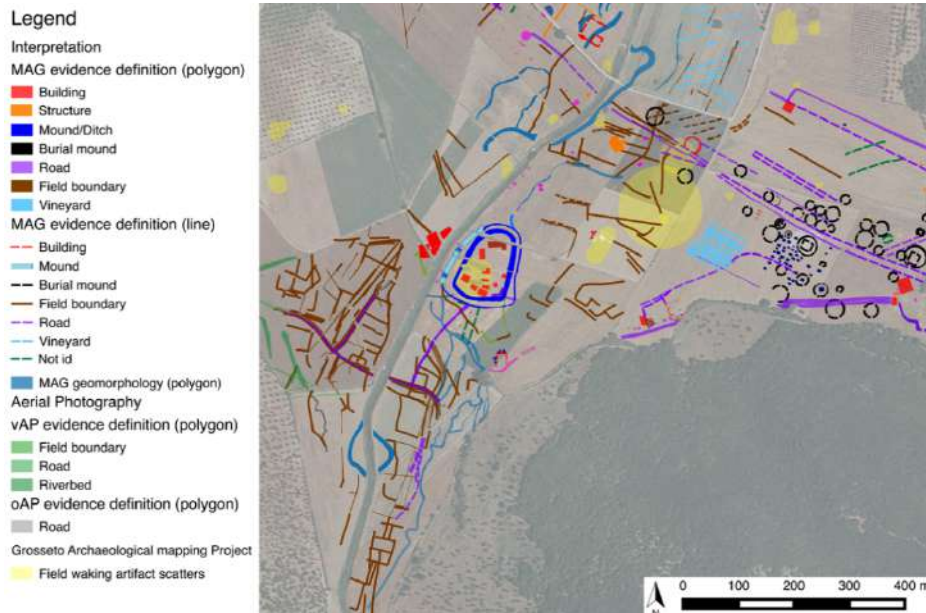 Legend
Interpretation
MAG evidence definition (polygon)
Building
Structure
Mound/Ditch
Burial mound
Road
Field boundary
Vineyard
MAG evidence definition (line)
Building
Mound
Burial mound
Field boundary
Road
Vineyard
Not id
MAG geomorphology (polygon)
Aerial Photography
vAP evidence definition (polygon)
Field boundary
Road
Riverbed
oAP evidence definition (polygon)
Road
Grosseto Archaeological mapping Project
Field waking artifact scatters
0 100 200 300 400 m
N